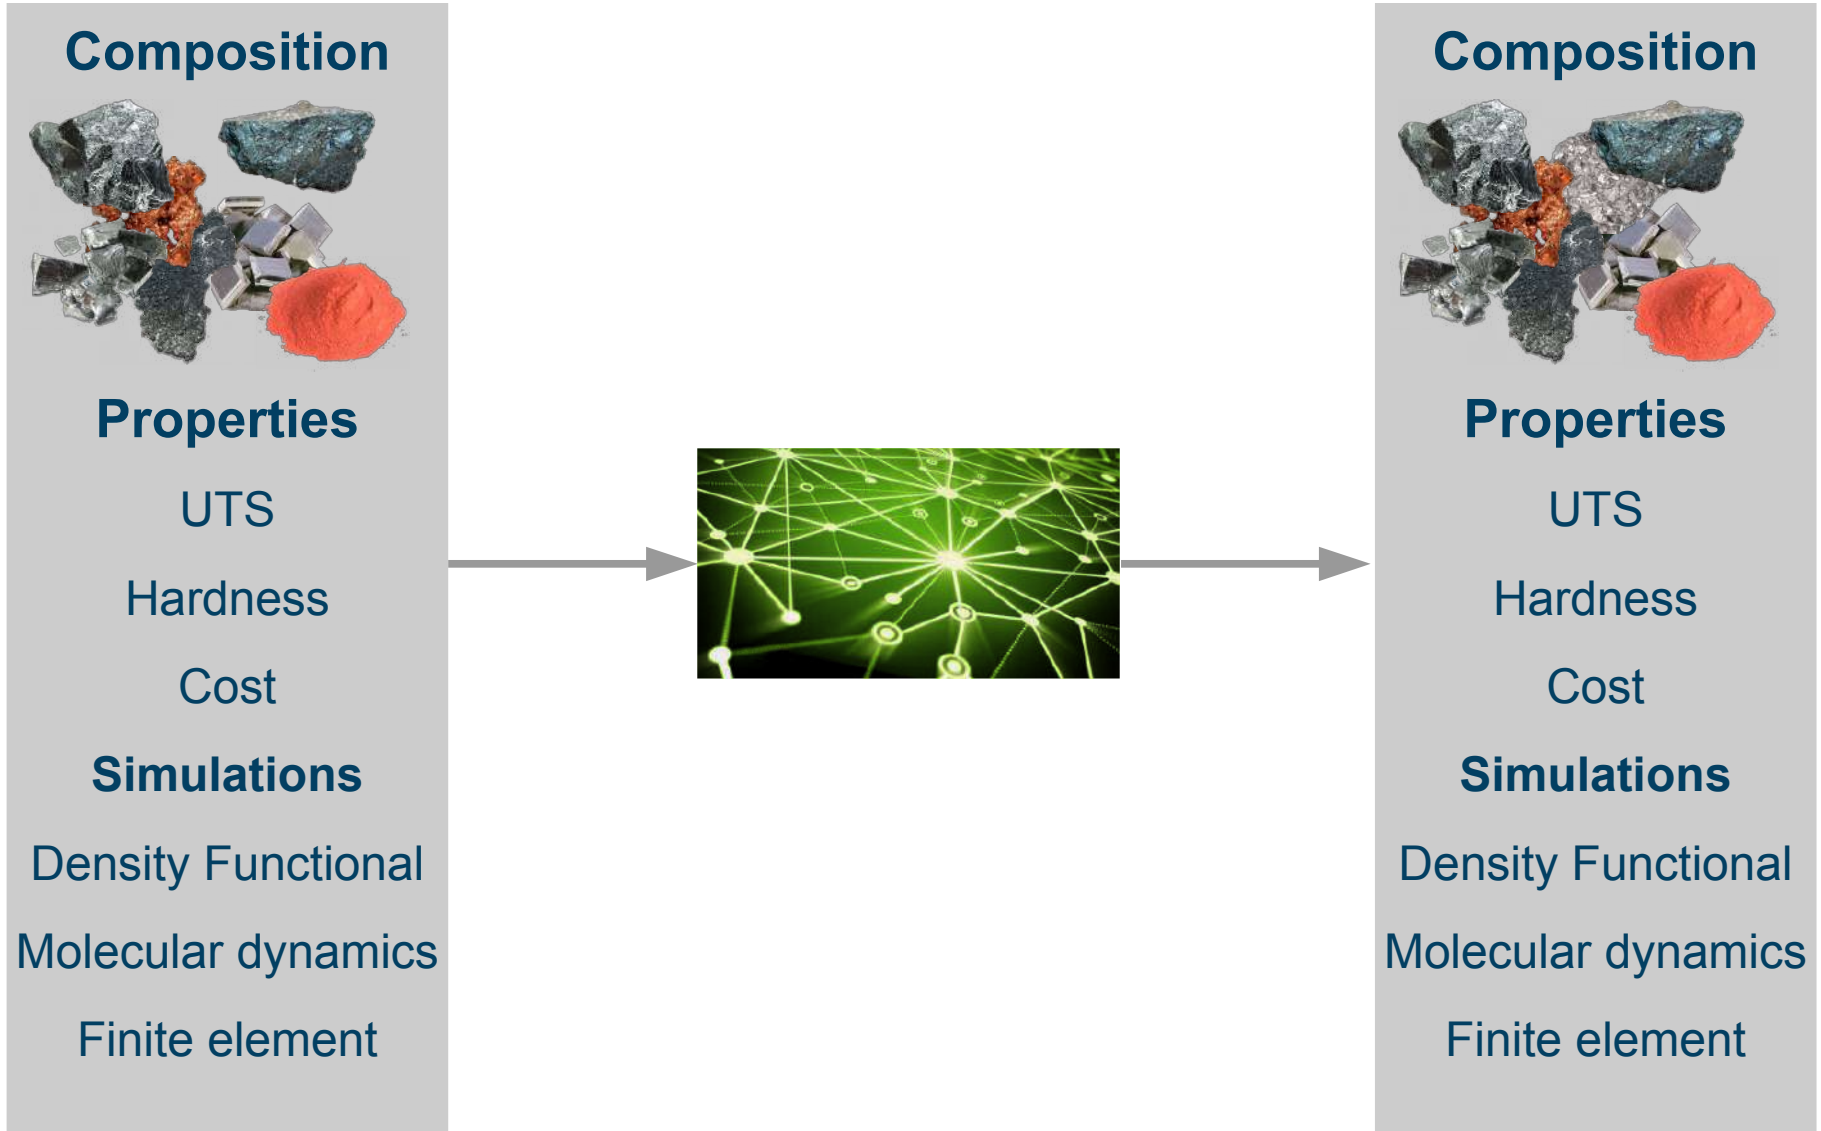 Composition
Properties
UTS
Hardness
Cost
Simulations
Density Functional
Molecular dynamics
Finite element
Composition
Properties
UTS
Hardness
Cost
Simulations
Density Functional
Molecular dynamics
Finite element